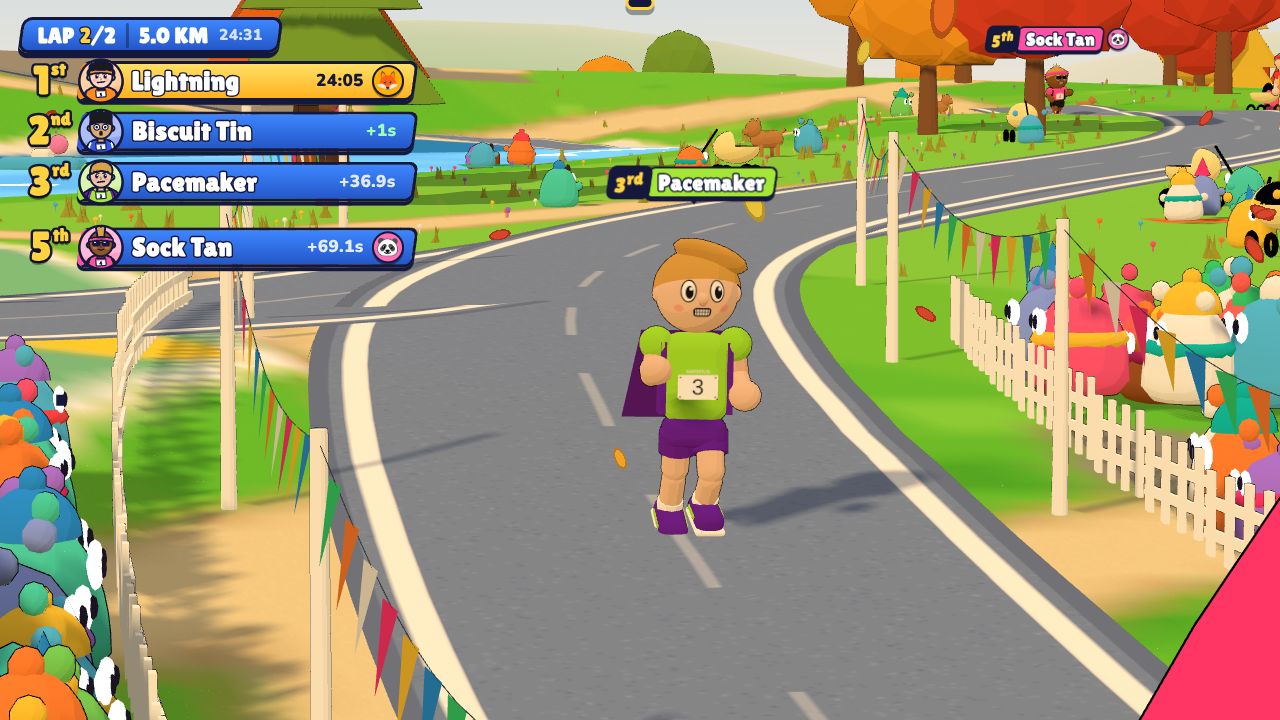 LAP 2/2 5.0 KM 24:31
1st Lightning 24:05
2nd Biscuit Tin +1s
3rd Pacemaker +36.9s
5th Sock Tan +69.1s
5th Sock Tan
3rd Pacemaker
3